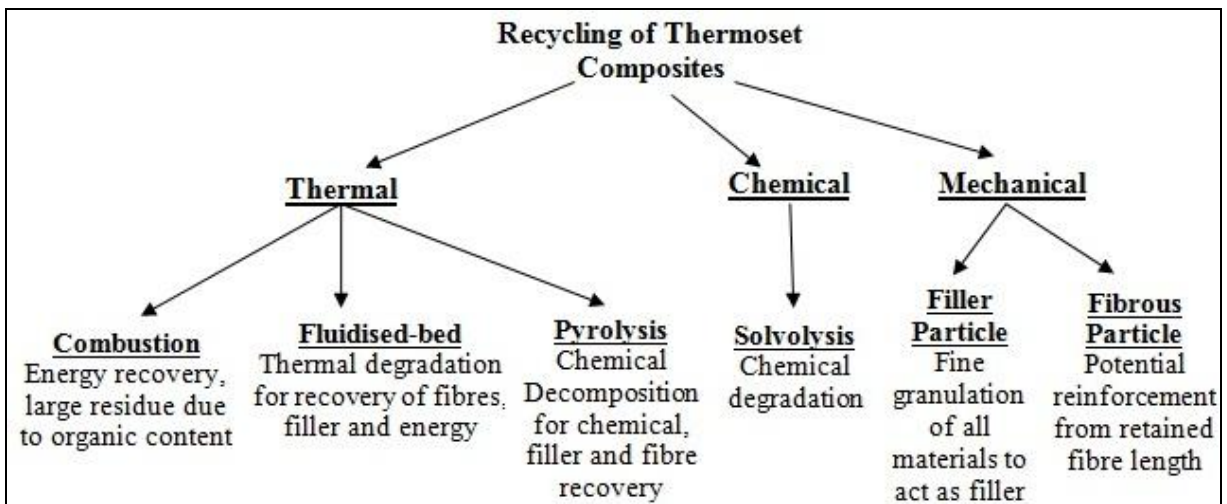 Recycling of Thermoset
Composites
Thermal
Chemical
Mechanical
Combustion
Energy recovery,
large residue due
to organic content
Fluidised-bed
Thermal degradation
for recovery of fibres,
filler and energy
Pyrolysis
Chemical
Decomposition
for chemical,
filler and fibre
recovery
Solvolysis
Chemical
degradation
Filler
Particle
Fine
granulation
of all
materials to
act as filler
Fibrous
Particle
Potential
reinforcement
from retained
fibre length